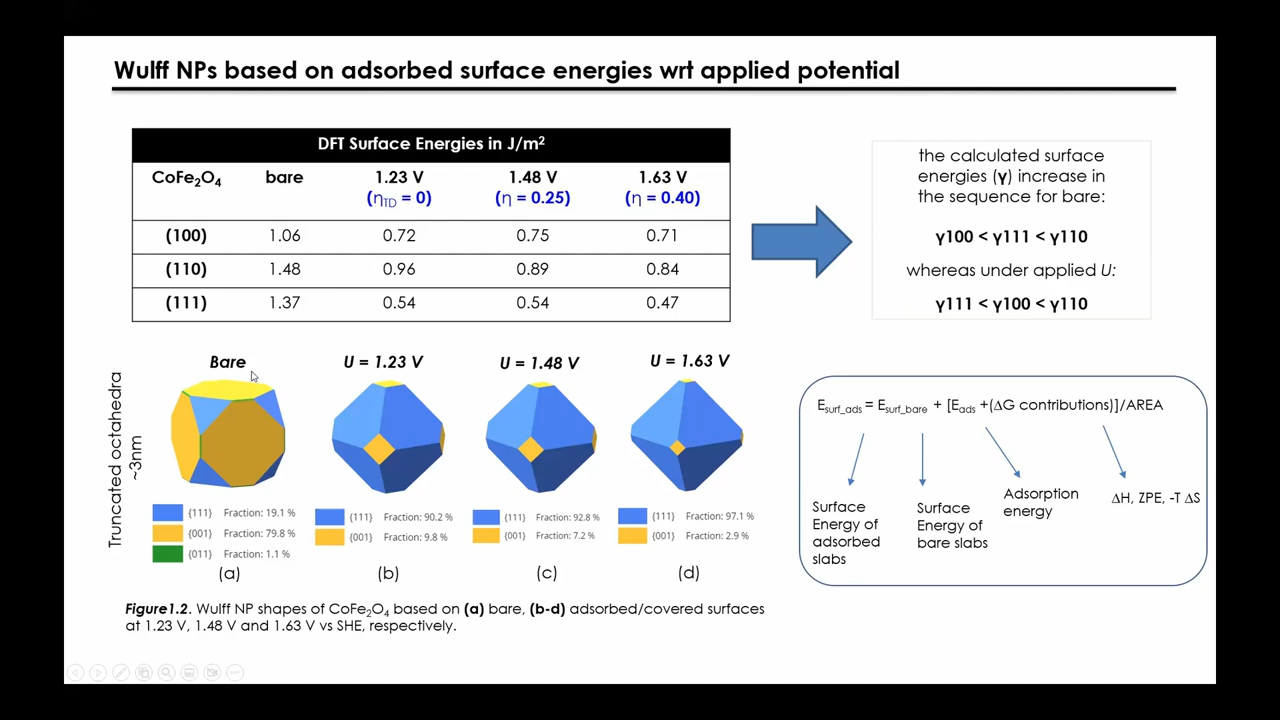 Wulff NPs based on adsorbed surface energies wrt applied potential
DFT Surface Energies in J/m²
CoFe₂O₄ bare 1.23 V 1.48 V 1.63 V
(ηTD = 0) (η = 0.25) (η = 0.40)
(100) 1.06 0.72 0.75 0.71
(110) 1.48 0.96 0.89 0.84
(111) 1.37 0.54 0.54 0.47
the calculated surface
energies (γ) increase in
the sequence for bare:
γ100 < γ111 < γ110
whereas under applied U:
γ111 < γ100 < γ110
Truncated octahedra
~3nm
Bare
{111} Fraction: 19.1 %
{001} Fraction: 79.8 %
{011} Fraction: 1.1 %
(a)
U = 1.23 V
{111} Fraction: 90.2 %
{001} Fraction: 9.8 %
(b)
U = 1.48 V
{111} Fraction: 92.8 %
{001} Fraction: 7.2 %
(c)
U = 1.63 V
{111} Fraction: 97.1 %
{001} Fraction: 2.9 %
(d)
Esurf_ads = Esurf_bare + [Eads +(ΔG contributions)]/AREA
Surface
Energy of
adsorbed
slabs
Surface
Energy of
bare slabs
Adsorption
energy
ΔH, ZPE, -T ΔS
Figure1.2. Wulff NP shapes of CoFe₂O₄ based on (a) bare, (b-d) adsorbed/covered surfaces
at 1.23 V, 1.48 V and 1.63 V vs SHE, respectively.